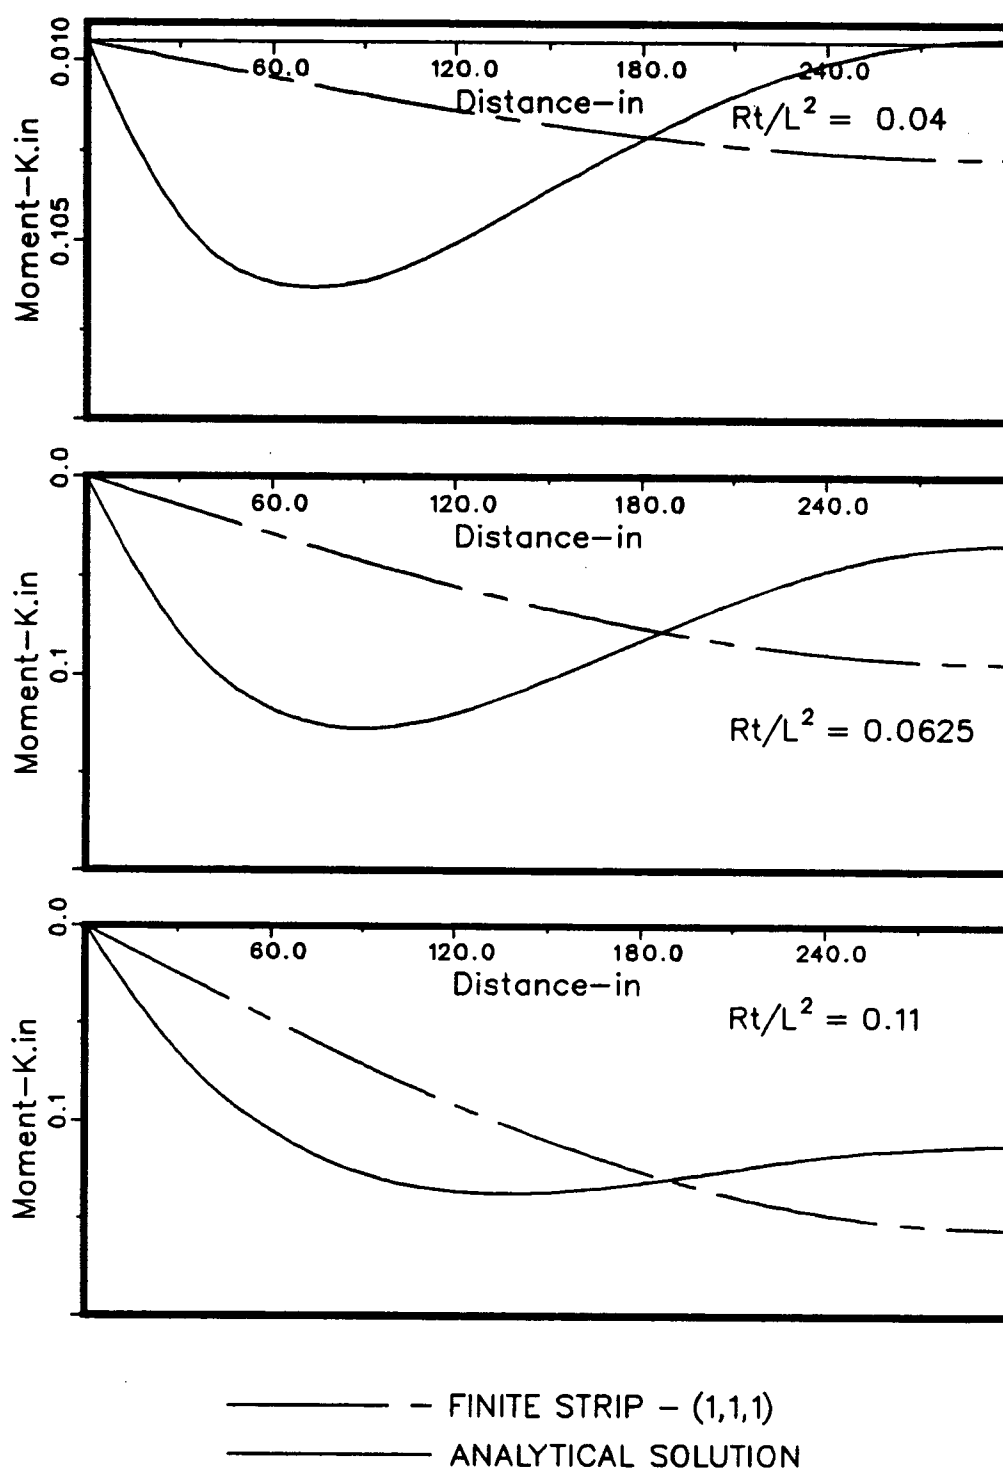 0.010
60.0 120.0 180.0 240.0
Distance-in
Rt/L² = 0.04
0.105
Moment-K.in
0.0
60.0 120.0 180.0 240.0
Distance-in
0.1
Moment-K.in
Rt/L² = 0.0625
0.0
60.0 120.0 180.0 240.0
Distance-in
Rt/L² = 0.11
0.1
Moment-K.in
FINITE STRIP - (1,1,1)
ANALYTICAL SOLUTION